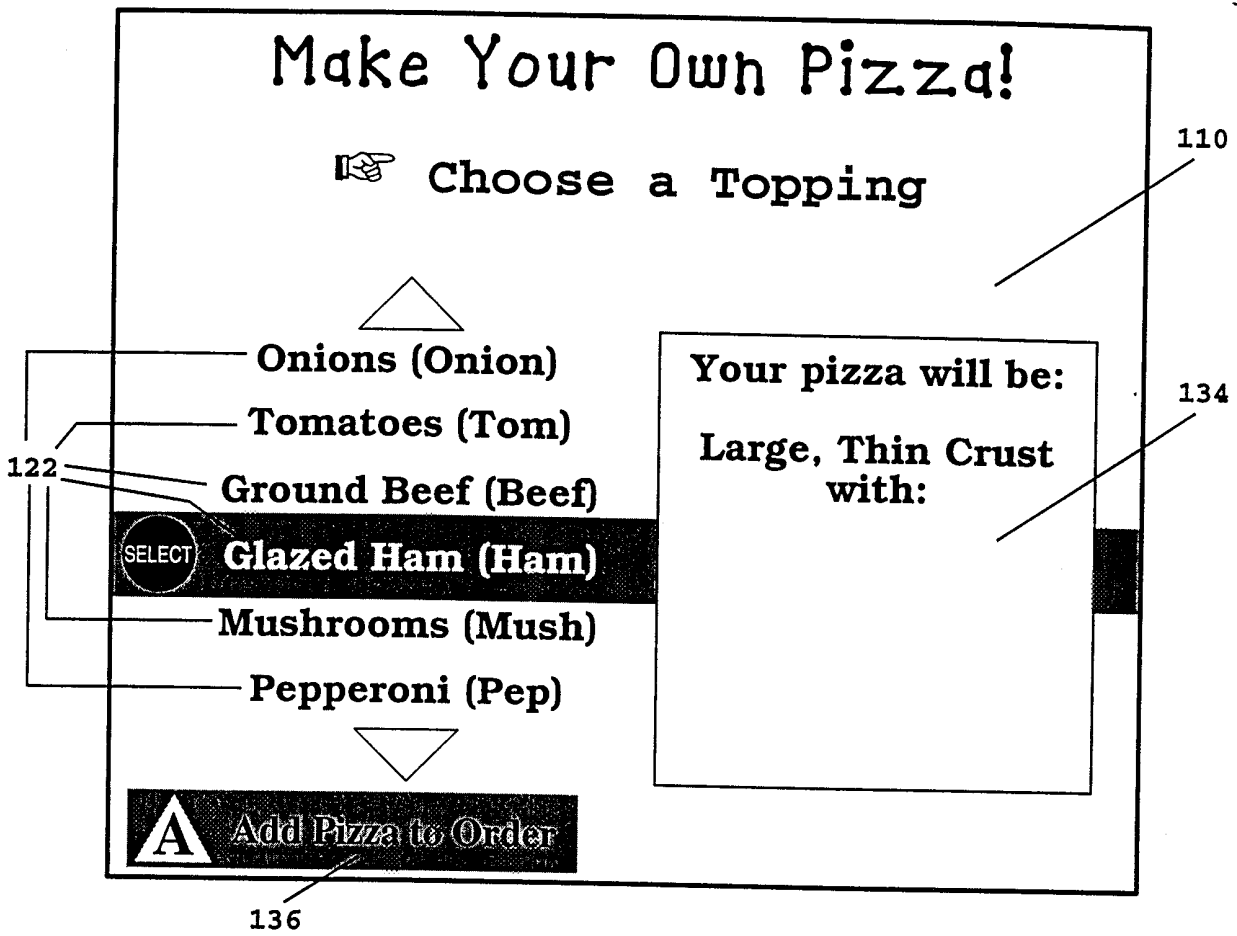 Make Your Own Pizza!
☞ Choose a Topping
110
Onions (Onion)
Tomatoes (Tom)
122
Ground Beef (Beef)
SELECT
Glazed Ham (Ham)
Mushrooms (Mush)
Pepperoni (Pep)
Your pizza will be:
Large, Thin Crust
with:
134
A Add Pizza to Order
136